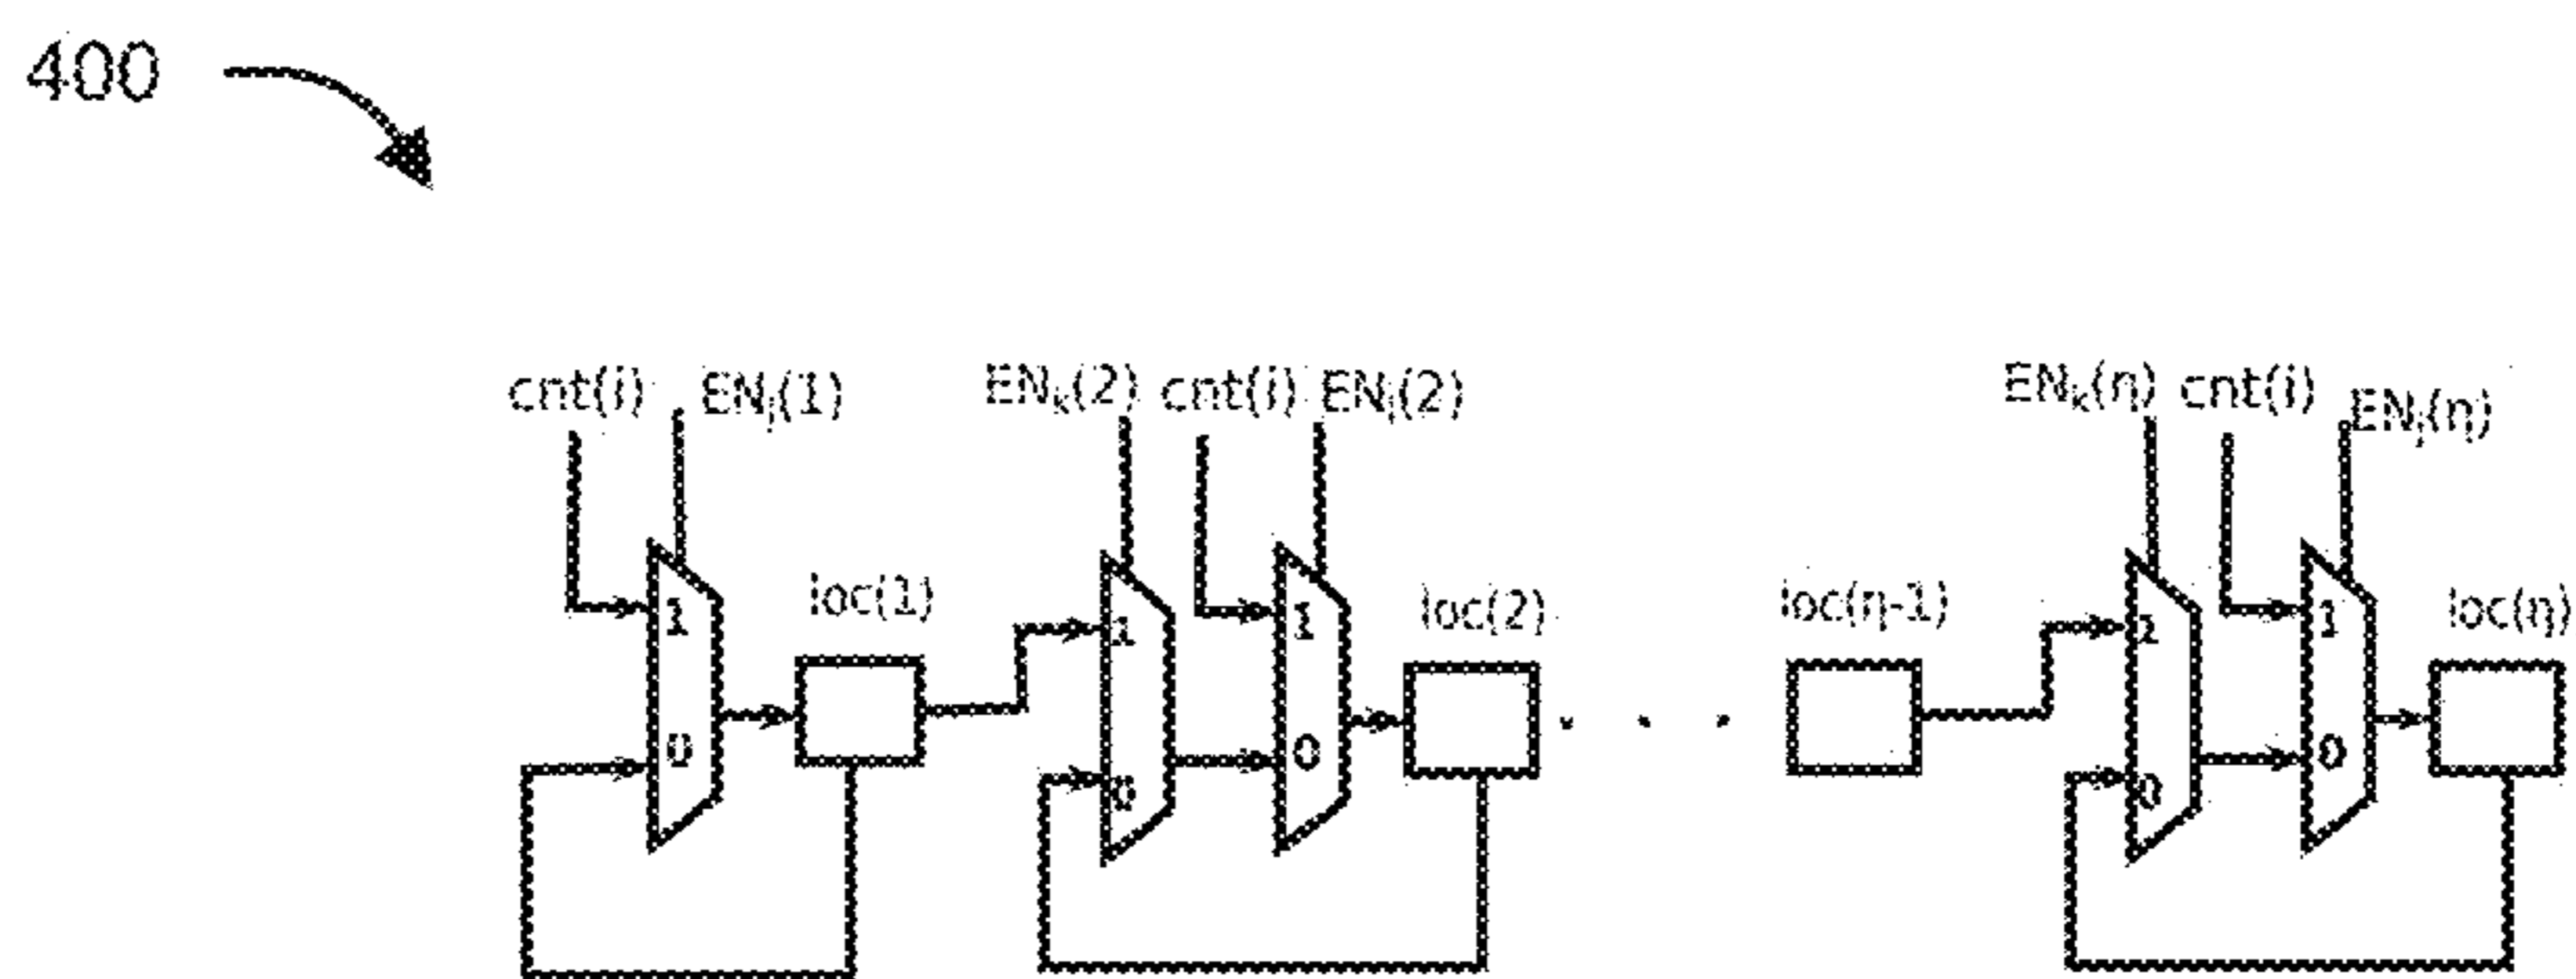 400
cnt(i) ENⱼ(1) ENₖ(2) cnt(i) ENⱼ(2) ENₖ(η) cnt(i) ENⱼ(η)
loc(1) loc(2) loc(η-1) loc(η)
1 1 1 1 1
0 0 0 0 0